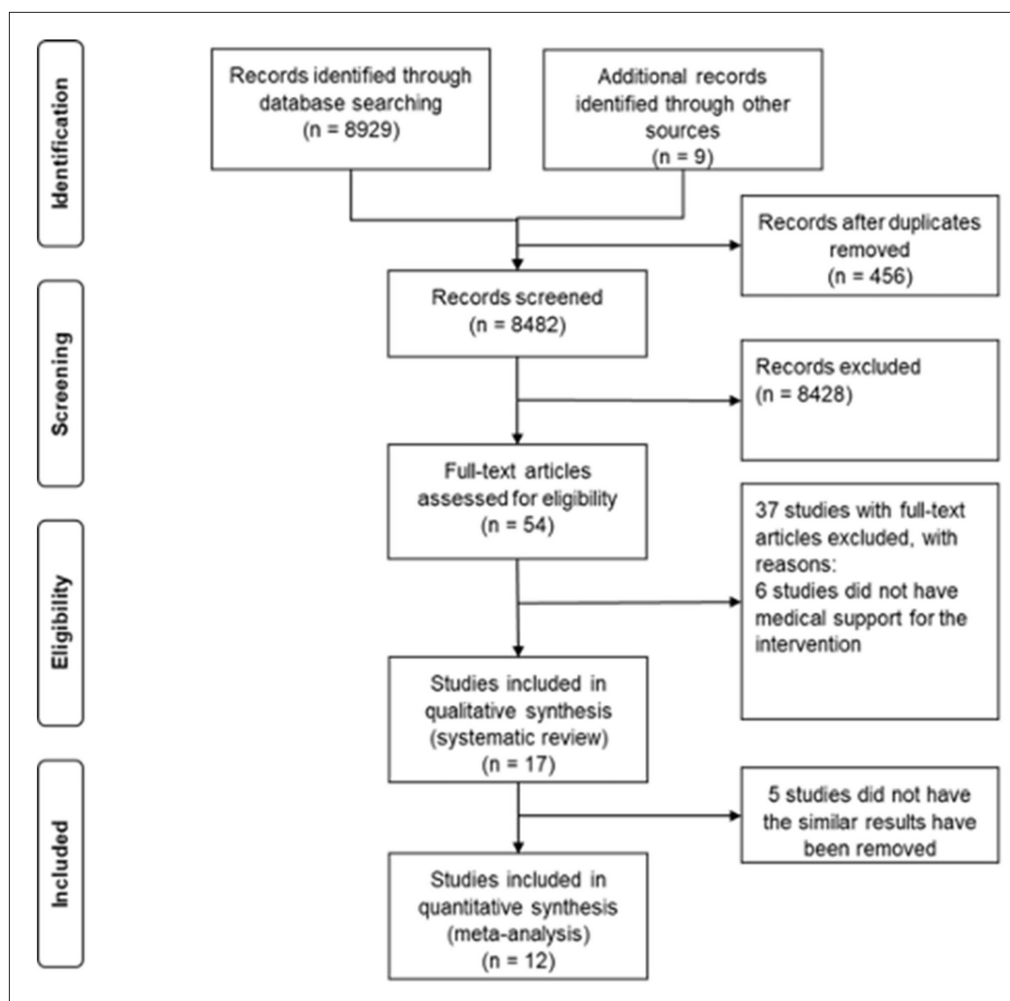 Identification
Records identified through
database searching
(n = 8929)
Additional records
identified through other
sources
(n = 9)
Records after duplicates
removed
(n = 456)
Screening
Records screened
(n = 8482)
Records excluded
(n = 8428)
Full-text articles
assessed for eligibility
(n = 54)
Eligibility
37 studies with full-text
articles excluded, with
reasons:
6 studies did not have
medical support for the
intervention
Studies included in
qualitative synthesis
(systematic review)
(n = 17)
Included
5 studies did not have
the similar results have
been removed
Studies included in
quantitative synthesis
(meta-analysis)
(n = 12)